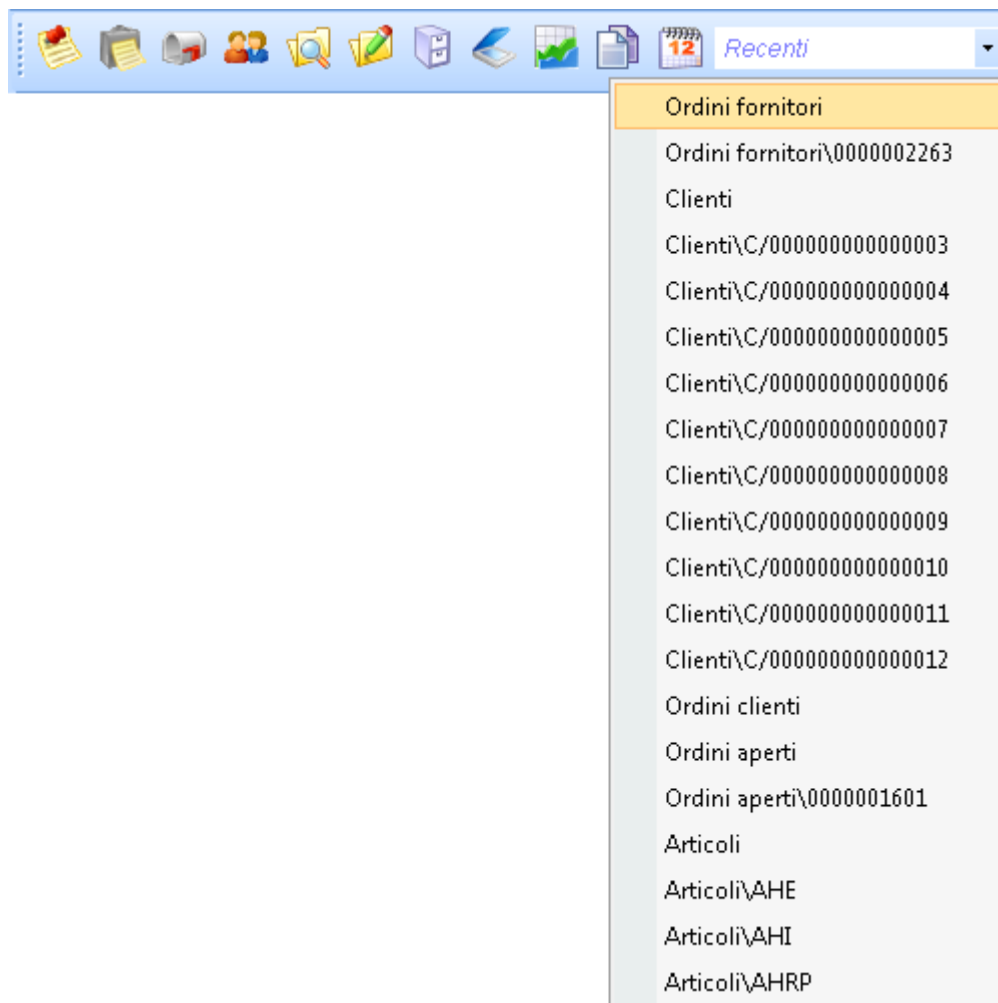 12
Recenti
Ordini fornitori
Ordini fornitori\0000002263
Clienti
Clienti\C/000000000000003
Clienti\C/000000000000004
Clienti\C/000000000000005
Clienti\C/000000000000006
Clienti\C/000000000000007
Clienti\C/000000000000008
Clienti\C/000000000000009
Clienti\C/000000000000010
Clienti\C/000000000000011
Clienti\C/000000000000012
Ordini clienti
Ordini aperti
Ordini aperti\0000001601
Articoli
Articoli\AHE
Articoli\AHI
Articoli\AHRP